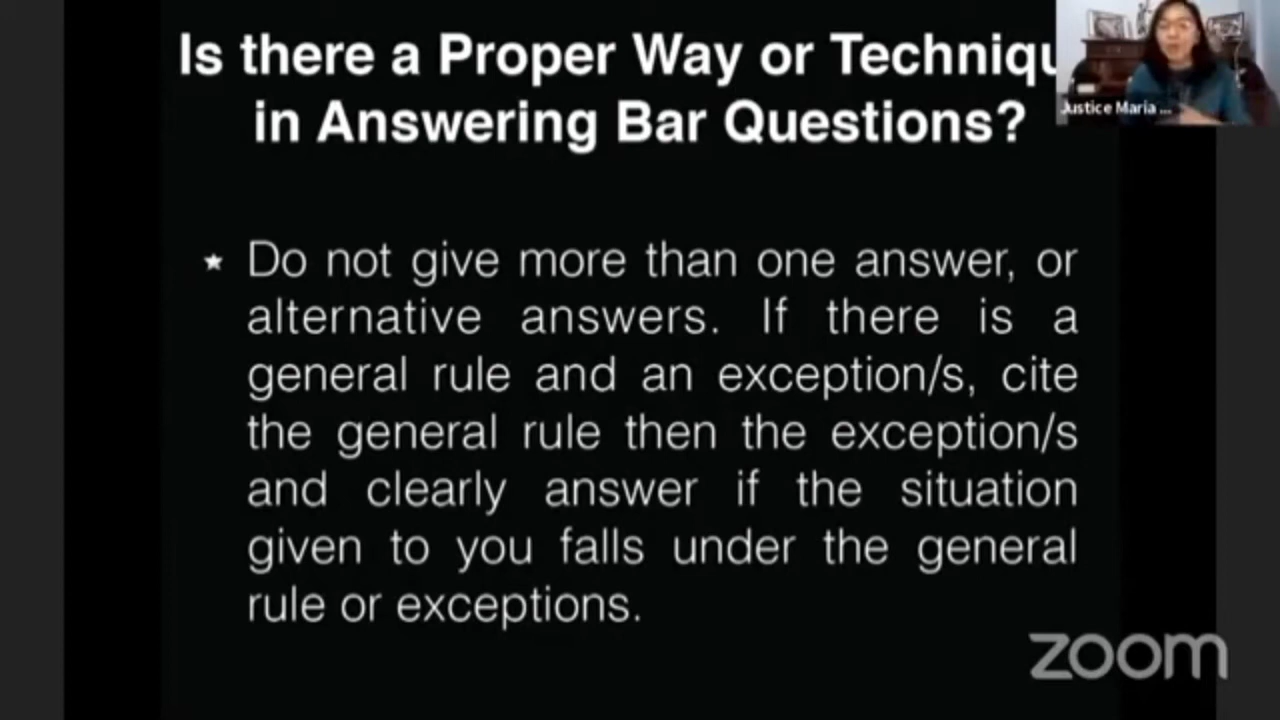 Is there a Proper Way or Techniqu
in Answering Bar Questions?
Justice Maria ...
★ Do not give more than one answer, or
alternative answers. If there is a
general rule and an exception/s, cite
the general rule then the exception/s
and clearly answer if the situation
given to you falls under the general
rule or exceptions.
zoom